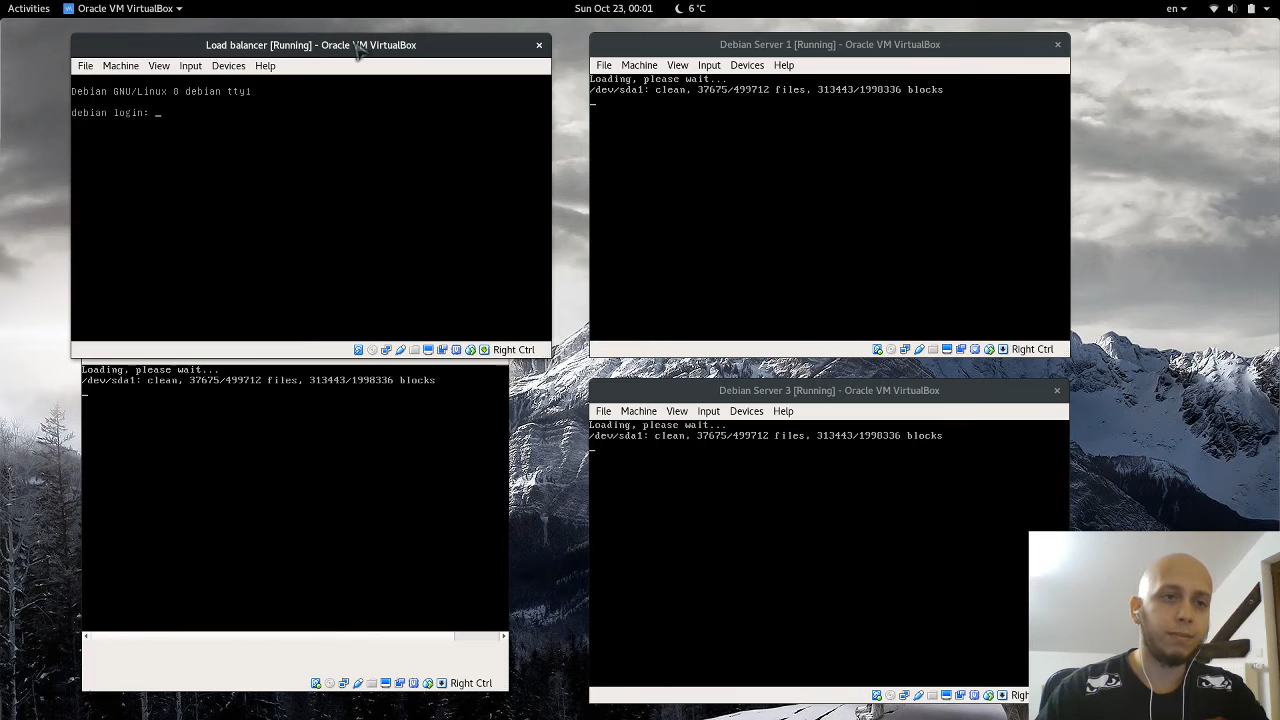 Activities
Oracle VM VirtualBox
Sun Oct 23, 00:01
6 °C
en
Load balancer [Running] - Oracle VM VirtualBox
File Machine View Input Devices Help
Debian GNU/Linux 8 debian tty1
debian login: _
Right Ctrl
Debian Server 1 [Running] - Oracle VM VirtualBox
File Machine View Input Devices Help
Loading, please wait...
/dev/sda1: clean, 37675/499712 files, 313443/1998336 blocks
Right Ctrl
Loading, please wait...
/dev/sda1: clean, 37675/499712 files, 313443/1998336 blocks
Right Ctrl
Debian Server 3 [Running] - Oracle VM VirtualBox
File Machine View Input Devices Help
Loading, please wait...
/dev/sda1: clean, 37675/499712 files, 313443/1998336 blocks
Righ